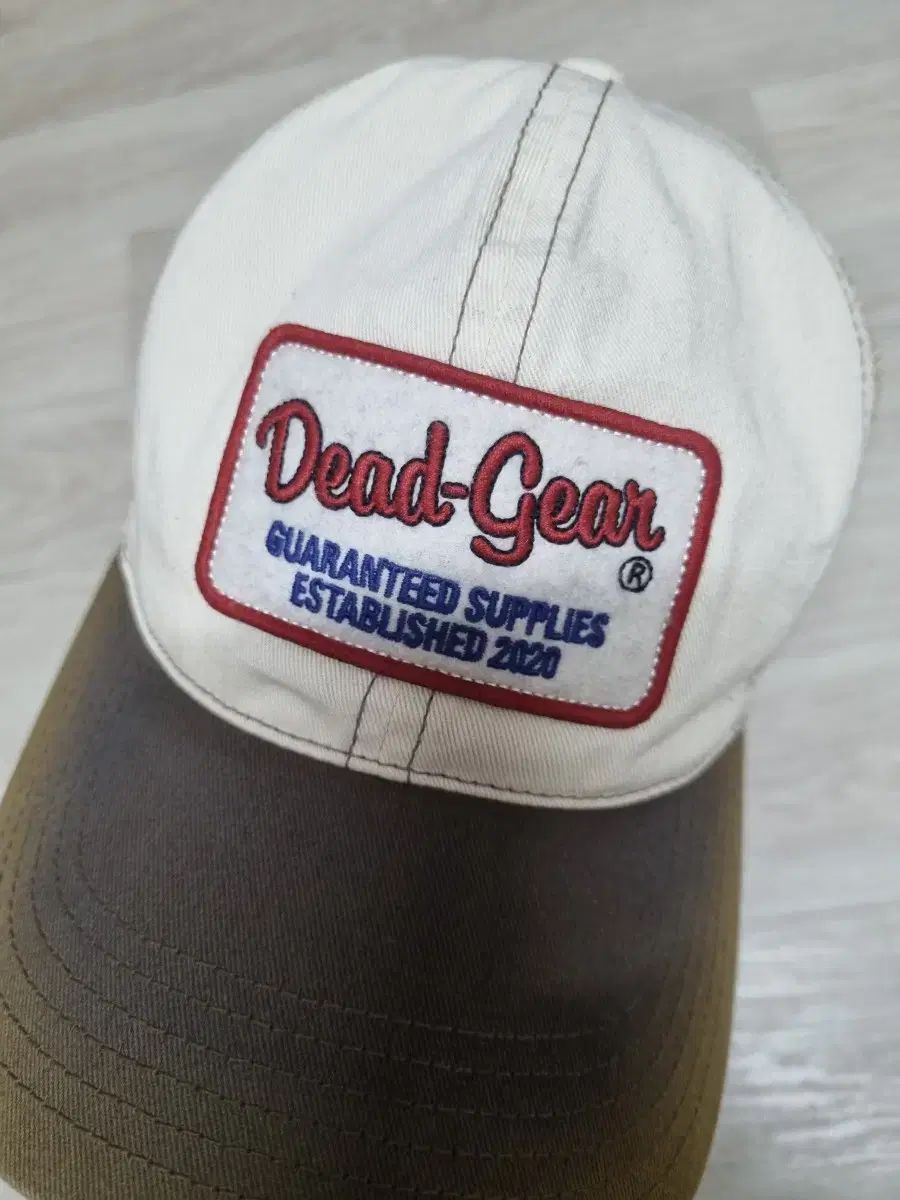 Dead-Gear
®
GUARANTEED SUPPLIES
ESTABLISHED 2020